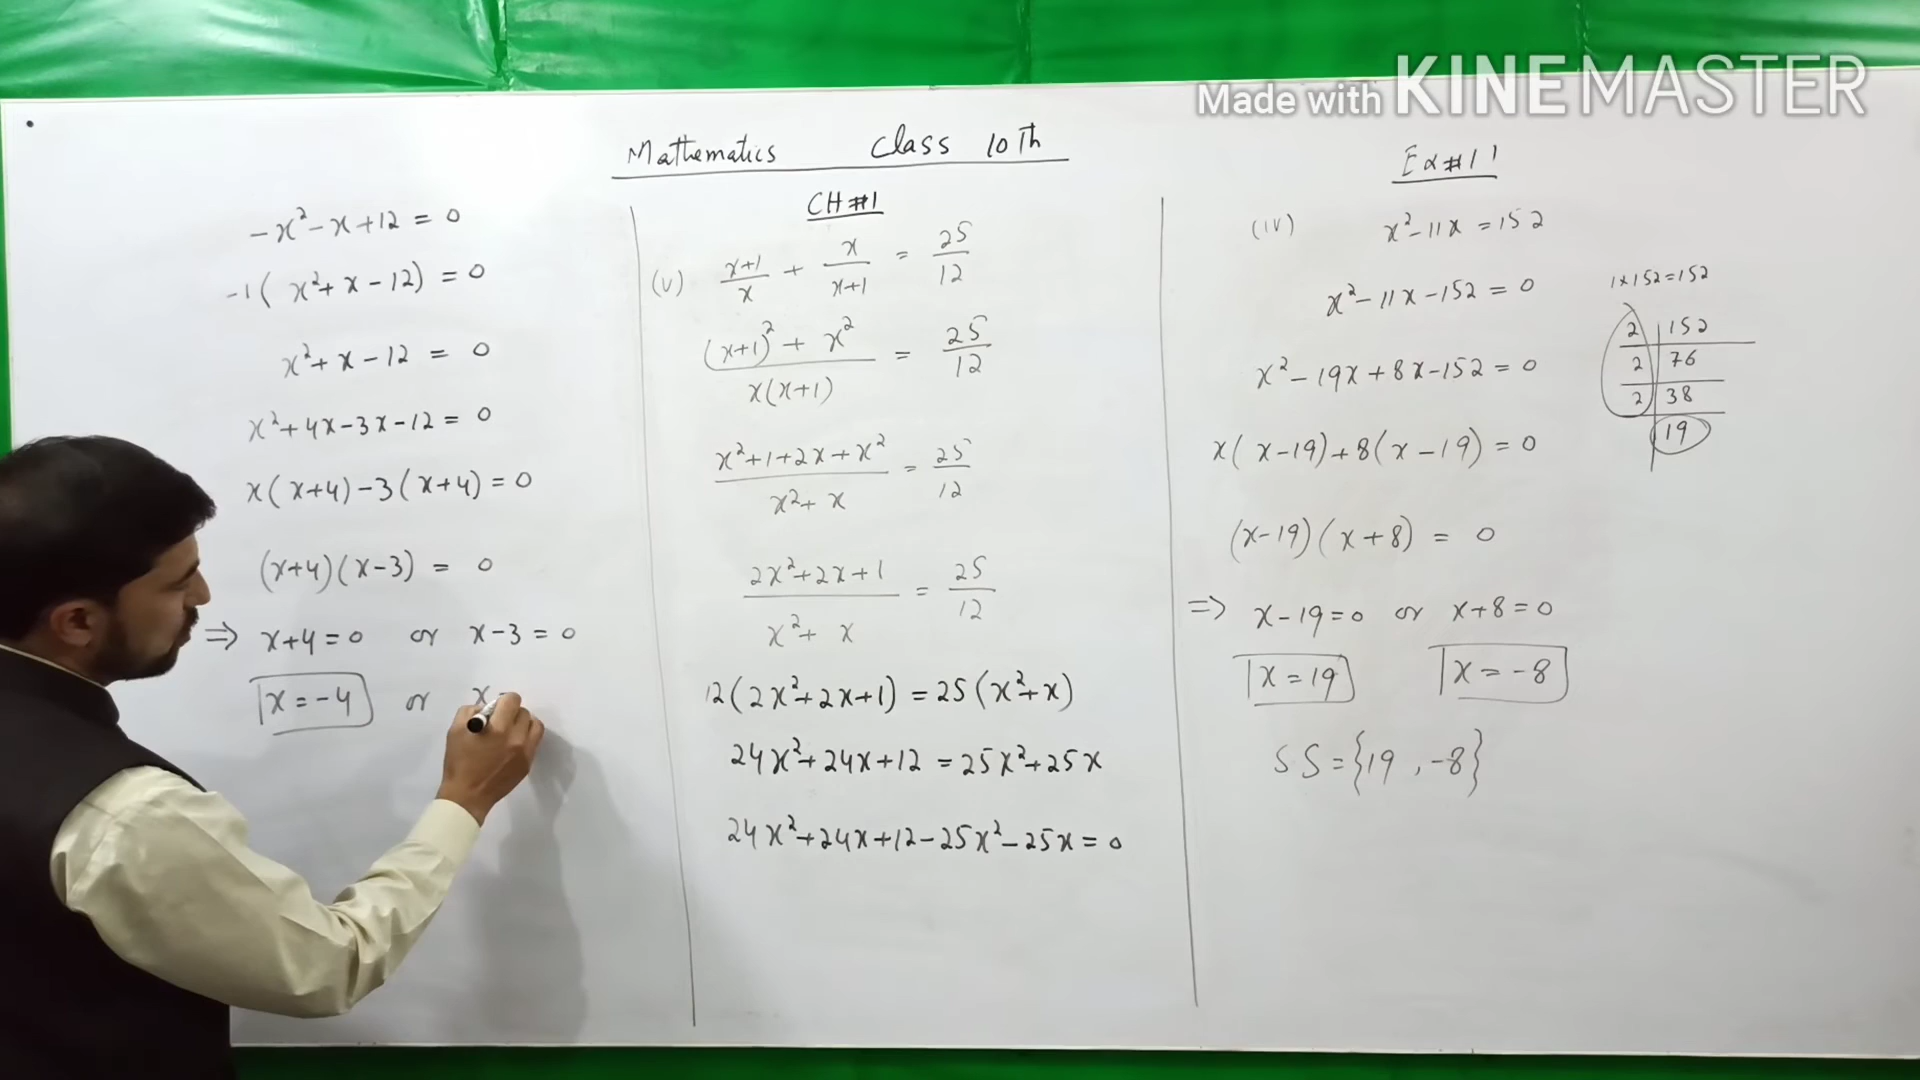 Made with KINEMASTER
Mathematics Class 10Th
CH#1
Ex#1.1
-x²-x+12 = 0
-1(x²+x-12) = 0
x²+x-12 = 0
x²+4x-3x-12 = 0
x(x+4)-3(x+4) = 0
(x+4)(x-3) = 0
=> x+4=0 or x-3=0
x=-4 or x
(v) x+1/x + x/x+1 = 25/12
(x+1)²+x²/x(x+1) = 25/12
x²+1+2x+x²/x²+x = 25/12
2x²+2x+1/x²+x = 25/12
12(2x²+2x+1) = 25(x²+x)
24x²+24x+12 = 25x²+25x
24x²+24x+12-25x²-25x = 0
(iv) x²-11x = 152
x²-11x-152 = 0
x²-19x+8x-152 = 0
x(x-19)+8(x-19) = 0
(x-19)(x+8) = 0
=> x-19=0 or x+8=0
x=19 x=-8
SS={19,-8}
1×152=152
2 152
2 76
2 38
19